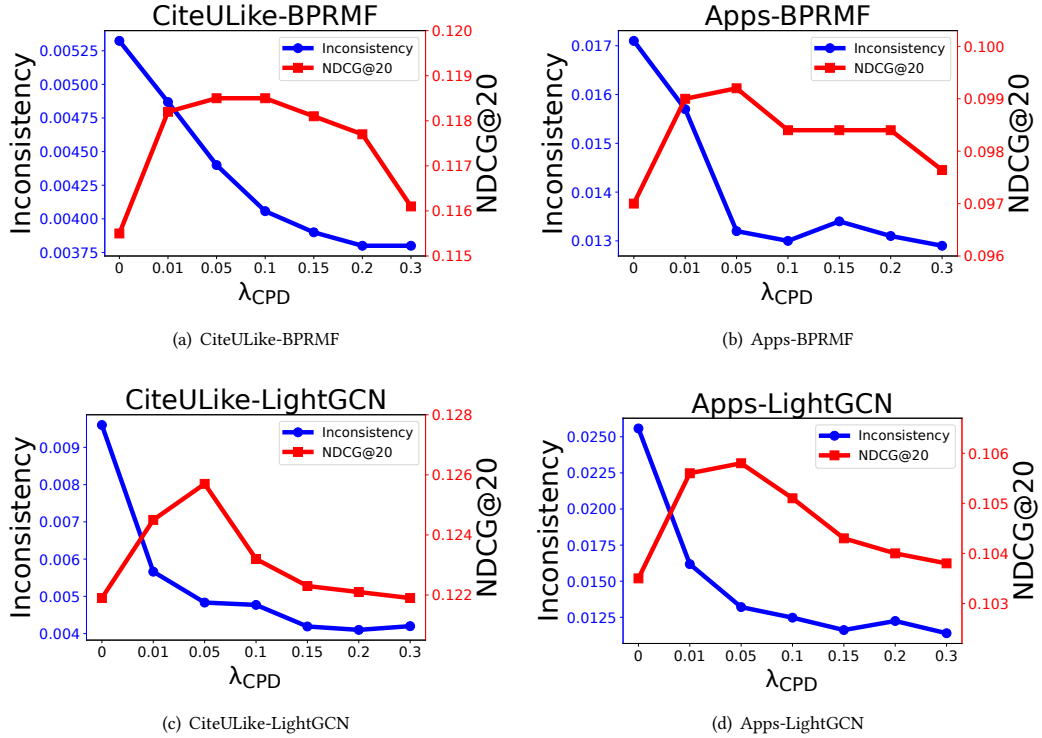 CiteULike-BPRMF
Inconsistency
NDCG@20
0.00525
0.00500
0.00475
0.00450
0.00425
0.00400
0.00375
Inconsistency
0.120
0.119
0.118
0.117
0.116
0.115
NDCG@20
0 0.01 0.05 0.1 0.15 0.2 0.3
λCPD
(a) CiteULike-BPRMF
Apps-BPRMF
Inconsistency
NDCG@20
0.017
0.016
0.015
0.014
0.013
Inconsistency
0.100
0.099
0.098
0.097
0.096
NDCG@20
0 0.01 0.05 0.1 0.15 0.2 0.3
λCPD
(b) Apps-BPRMF
CiteULike-LightGCN
Inconsistency
NDCG@20
0.009
0.008
0.007
0.006
0.005
0.004
Inconsistency
0.128
0.126
0.124
0.122
NDCG@20
0 0.01 0.05 0.1 0.15 0.2 0.3
λCPD
(c) CiteULike-LightGCN
Apps-LightGCN
Inconsistency
NDCG@20
0.0250
0.0225
0.0200
0.0175
0.0150
0.0125
Inconsistency
0.106
0.105
0.104
0.103
NDCG@20
0 0.01 0.05 0.1 0.15 0.2 0.3
λCPD
(d) Apps-LightGCN